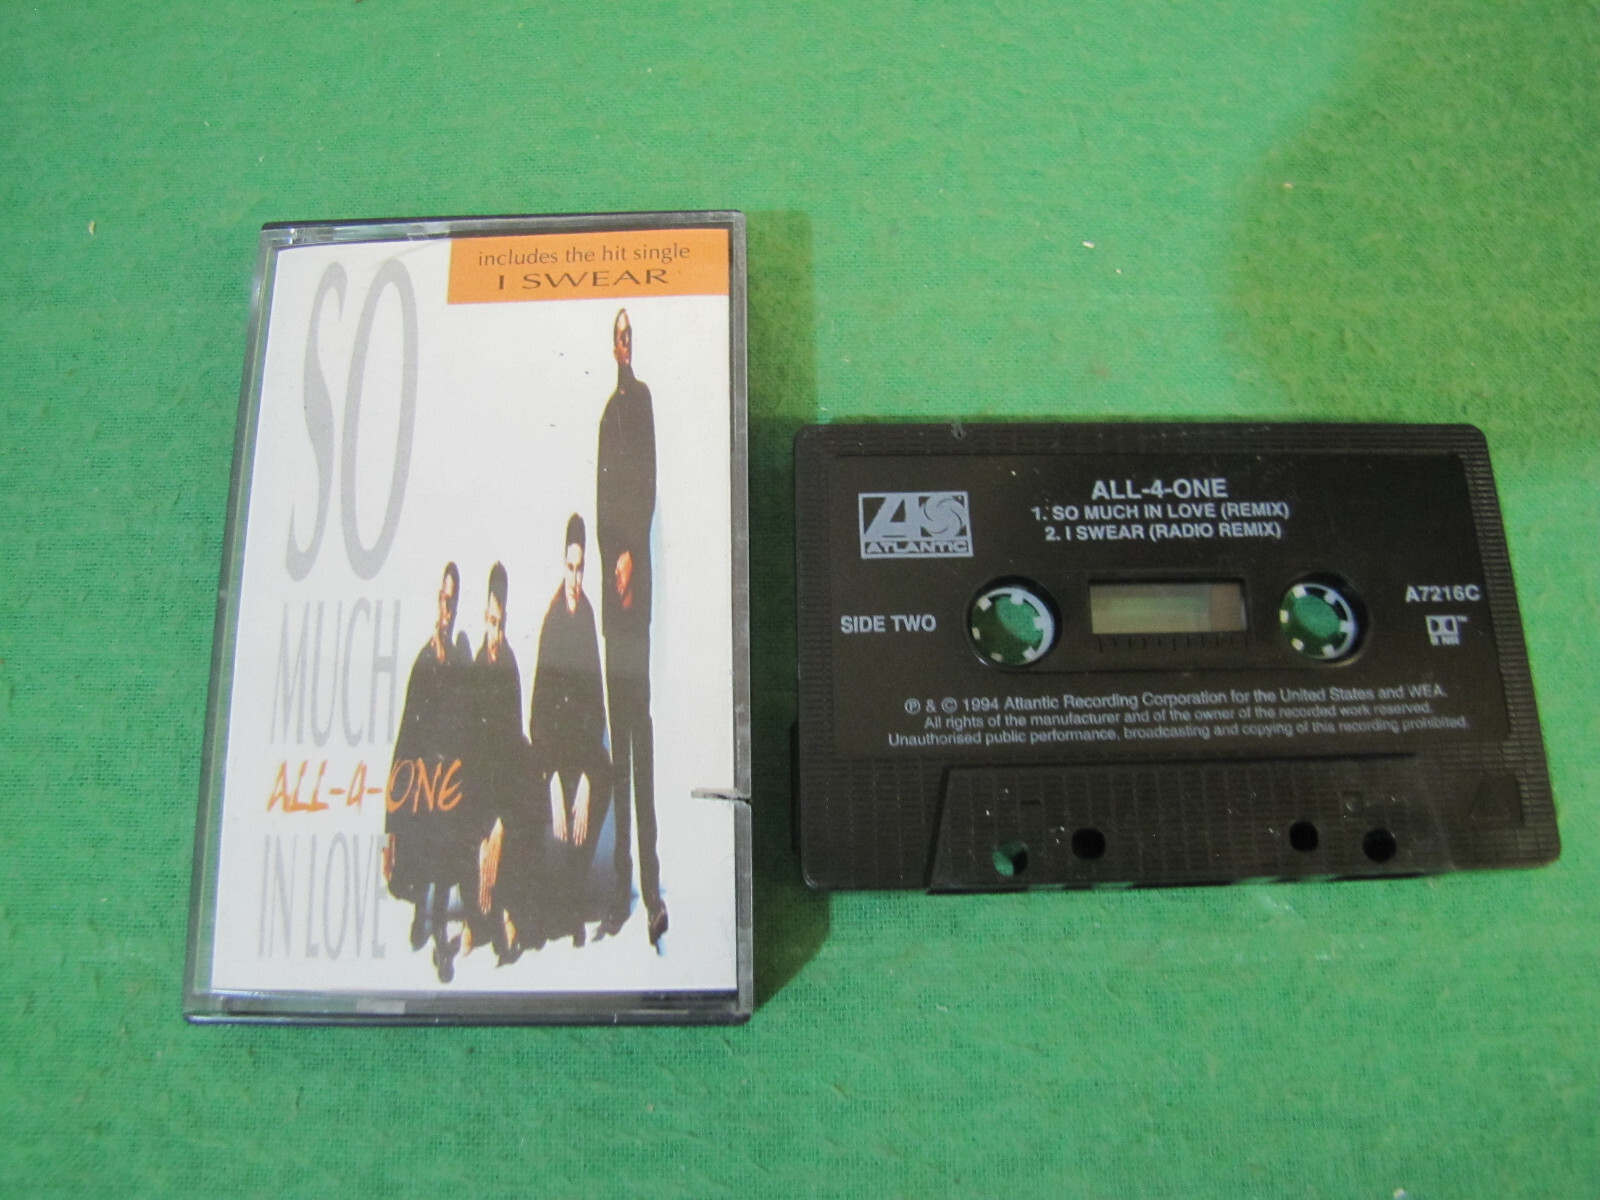 includes the hit single
I SWEAR
SO
MUCH
ALL-4-ONE
IN LOVE
ATLANTIC
ALL-4-ONE
1. SO MUCH IN LOVE (REMIX)
2. I SWEAR (RADIO REMIX)
SIDE TWO
A7216C
B NR
℗ & © 1994 Atlantic Recording Corporation for the United States and WEA.
All rights of the manufacturer and of the owner of the recorded work reserved.
Unauthorised public performance, broadcasting and copying of this recording prohibited.